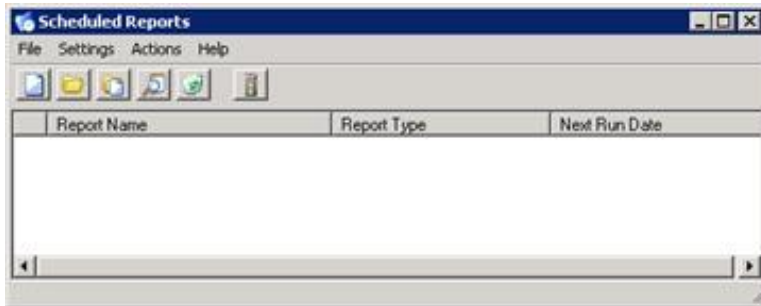 Scheduled Reports
File Settings Actions Help
Report Name Report Type Next Run Date